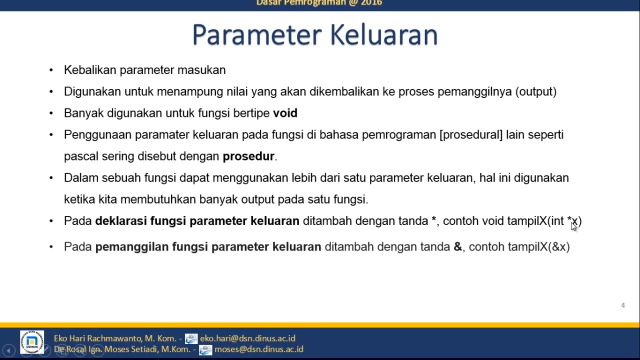 Dasar Pemrograman @ 2016
Parameter Keluaran
• Kebalikan parameter masukan
• Digunakan untuk menampung nilai yang akan dikembalikan ke proses pemanggilnya (output)
• Banyak digunakan untuk fungsi bertipe void
• Penggunaan paramater keluaran pada fungsi di bahasa pemrograman [prosedural] lain seperti
pascal sering disebut dengan prosedur.
• Dalam sebuah fungsi dapat menggunakan lebih dari satu parameter keluaran, hal ini digunakan
ketika kita membutuhkan banyak output pada satu fungsi.
• Pada deklarasi fungsi parameter keluaran ditambah dengan tanda *, contoh void tampilX(int *x)
• Pada pemanggilan fungsi parameter keluaran ditambah dengan tanda &, contoh tampilX(&x)
4
Eko Hari Rachmawanto, M. Kom. - eko.hari@dsn.dinus.ac.id
De Rosal Ign. Moses Setiadi, M.Kom. - moses@dsn.dinus.ac.id